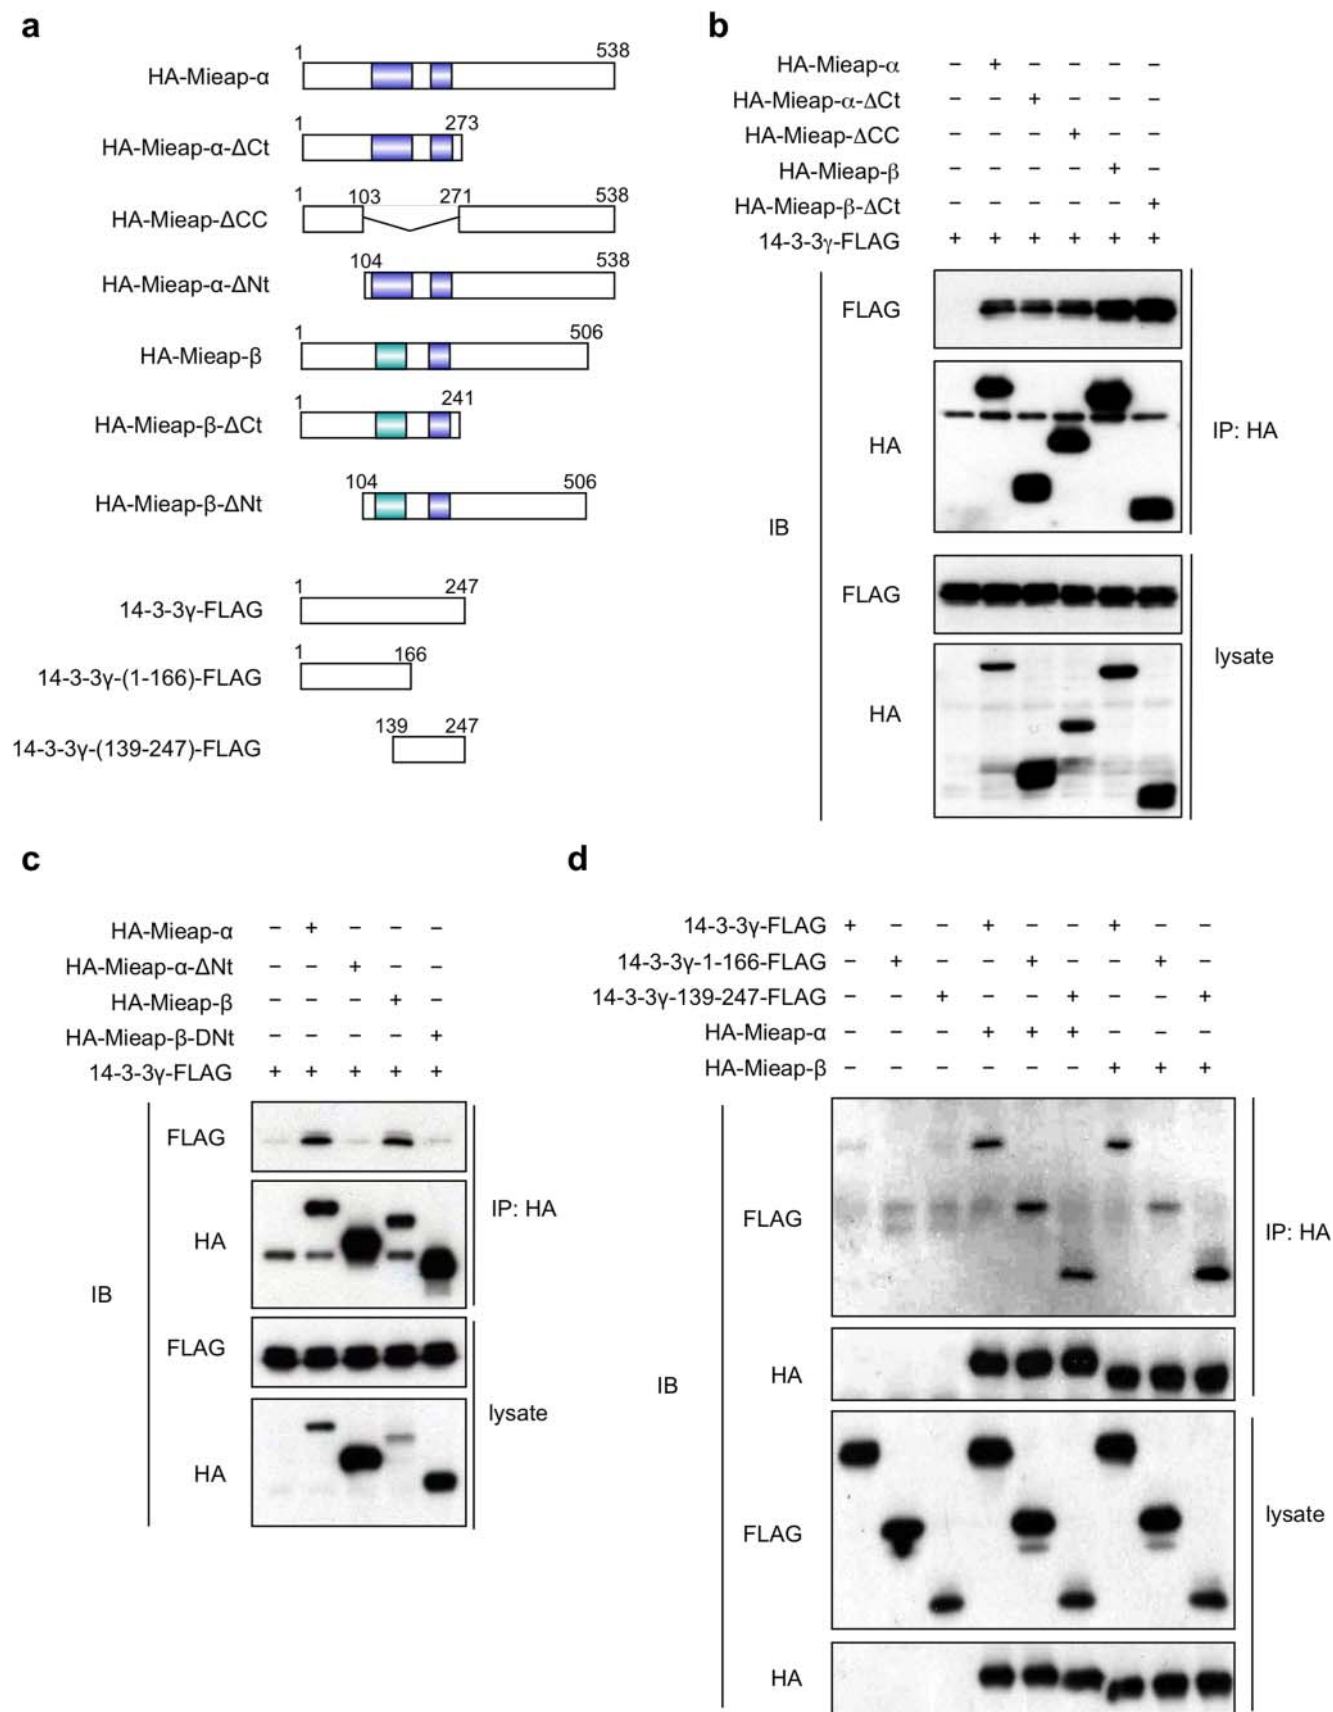 a
1 538
HA-Mieap-α
1 273
HA-Mieap-α-ΔCt
1 103 271 538
HA-Mieap-ΔCC
104 538
HA-Mieap-α-ΔNt
1 506
HA-Mieap-β
1 241
HA-Mieap-β-ΔCt
104 506
HA-Mieap-β-ΔNt
1 247
14-3-3γ-FLAG
1 166
14-3-3γ-(1-166)-FLAG
139 247
14-3-3γ-(139-247)-FLAG
b
HA-Mieap-α – + – – – –
HA-Mieap-α-ΔCt – – + – – –
HA-Mieap-ΔCC – – – + – –
HA-Mieap-β – – – – + –
HA-Mieap-β-ΔCt – – – – – +
14-3-3γ-FLAG + + + + + +
FLAG
HA
IP: HA
IB
FLAG
HA
lysate
c
HA-Mieap-α – + – – –
HA-Mieap-α-ΔNt – – + – –
HA-Mieap-β – – – + –
HA-Mieap-β-DNt – – – – +
14-3-3γ-FLAG + + + + +
FLAG
HA
IP: HA
IB
FLAG
HA
lysate
d
14-3-3γ-FLAG + – – + – – + – –
14-3-3γ-1-166-FLAG – + – – + – – + –
14-3-3γ-139-247-FLAG – – + – – + – – +
HA-Mieap-α – – – + + + – – –
HA-Mieap-β – – – – – – + + +
FLAG
IP: HA
HA
IB
FLAG
lysate
HA